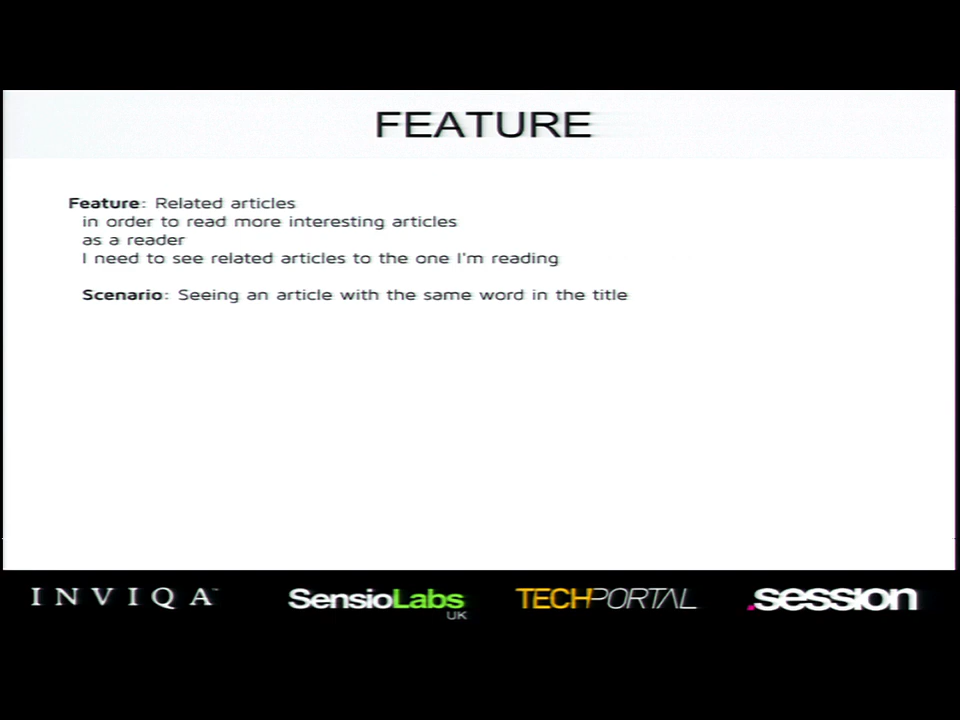 FEATURE
Feature: Related articles
in order to read more interesting articles
as a reader
I need to see related articles to the one I'm reading
Scenario: Seeing an article with the same word in the title
INVIQA™ SensioLabs UK TECHPORTAL .session